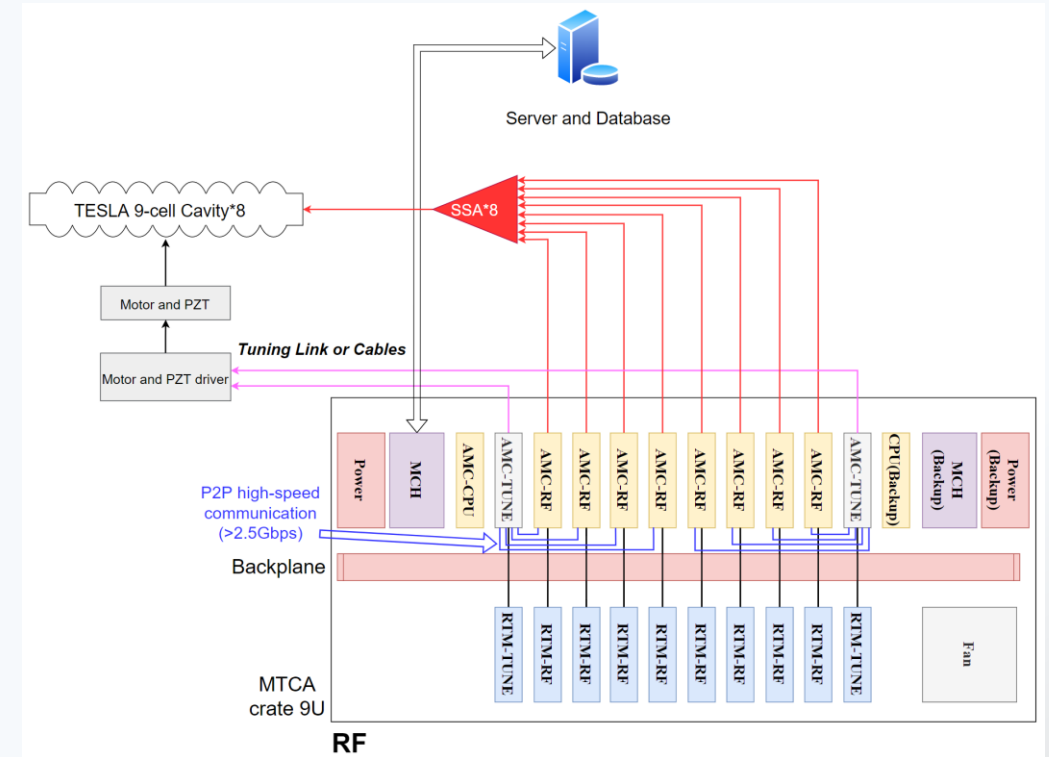 Server and Database
TESLA 9-cell Cavity*8
SSA*8
Motor and PZT
Tuning Link or Cables
Motor and PZT driver
Power
MCH
AMC-CPU
AMC-TUNE
AMC-RF
AMC-RF
AMC-RF
AMC-RF
AMC-RF
AMC-RF
AMC-RF
AMC-RF
AMC-TUNE
CPU(Backup)
MCH
(Backup)
Power
(Backup)
P2P high-speed
communication
(>2.5Gbps)
Backplane
RTM-TUNE
RTM-RF
RTM-RF
RTM-RF
RTM-RF
RTM-RF
RTM-RF
RTM-RF
RTM-RF
RTM-TUNE
Fan
MTCA
crate 9U
RF